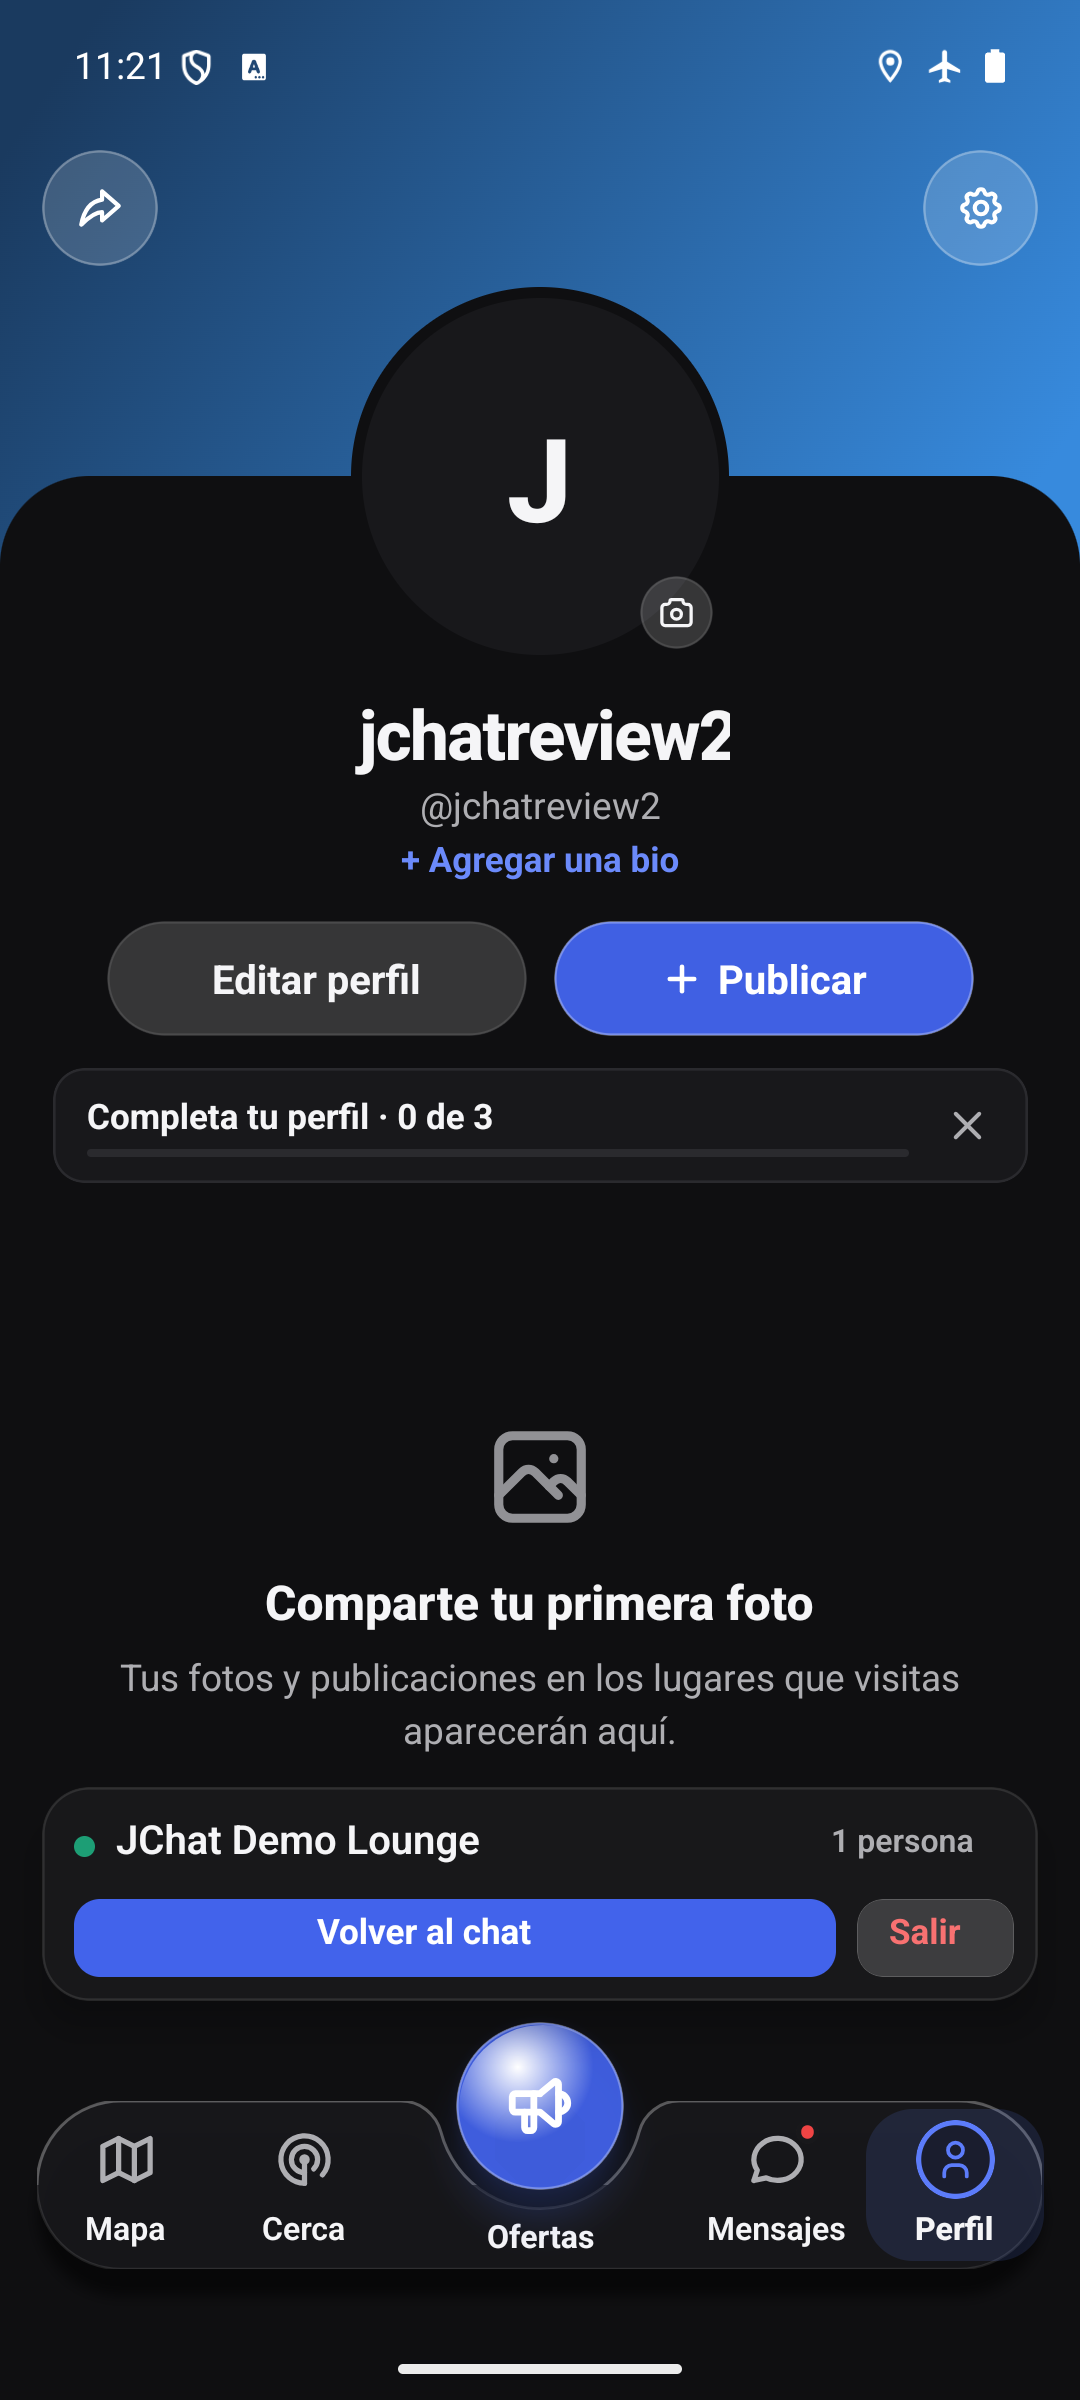 11:21
J
jchatreview2
@jchatreview2
+ Agregar una bio
Editar perfil
+ Publicar
Completa tu perfil · 0 de 3
Comparte tu primera foto
Tus fotos y publicaciones en los lugares que visitas
aparecerán aquí.
JChat Demo Lounge
1 persona
Volver al chat
Salir
Mapa
Cerca
Ofertas
Mensajes
Perfil